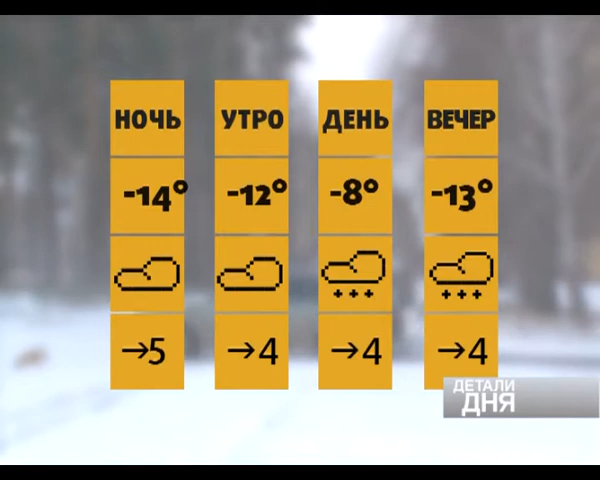 НОЧЬ УТРО ДЕНЬ ВЕЧЕР
-14° -12° -8° -13°
→5 →4 →4 →4
ДЕТАЛИ
ДНЯ